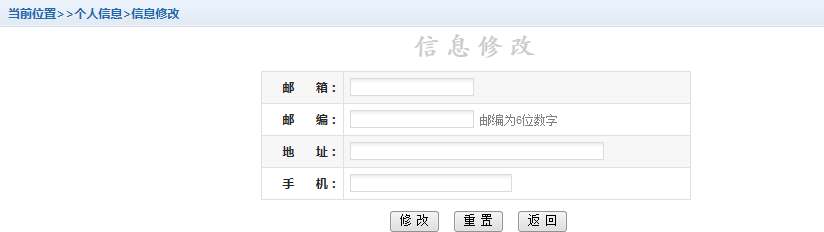 当前位置>>个人信息>信息修改
信息修改
邮 箱：
邮 编： 邮编为6位数字
地 址：
手 机：
修改 重置 返回